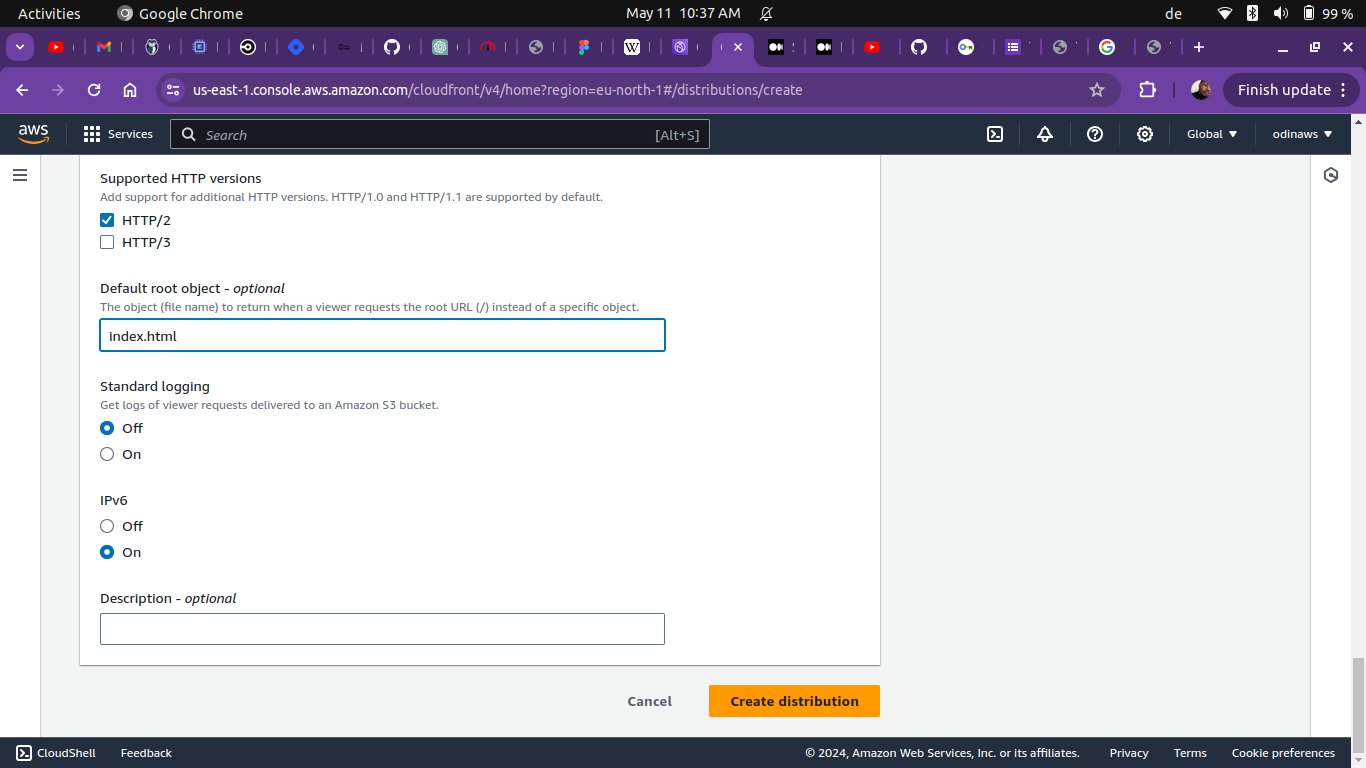 Activities Google Chrome May 11 10:37 AM de 99 %
us-east-1.console.aws.amazon.com/cloudfront/v4/home?region=eu-north-1#/distributions/create Finish update
aws Services Search [Alt+S] Global odinaws
Supported HTTP versions
Add support for additional HTTP versions. HTTP/1.0 and HTTP/1.1 are supported by default.
HTTP/2
HTTP/3
Default root object - optional
The object (file name) to return when a viewer requests the root URL (/) instead of a specific object.
index.html
Standard logging
Get logs of viewer requests delivered to an Amazon S3 bucket.
Off
On
IPv6
Off
On
Description - optional
Cancel Create distribution
CloudShell Feedback © 2024, Amazon Web Services, Inc. or its affiliates. Privacy Terms Cookie preferences